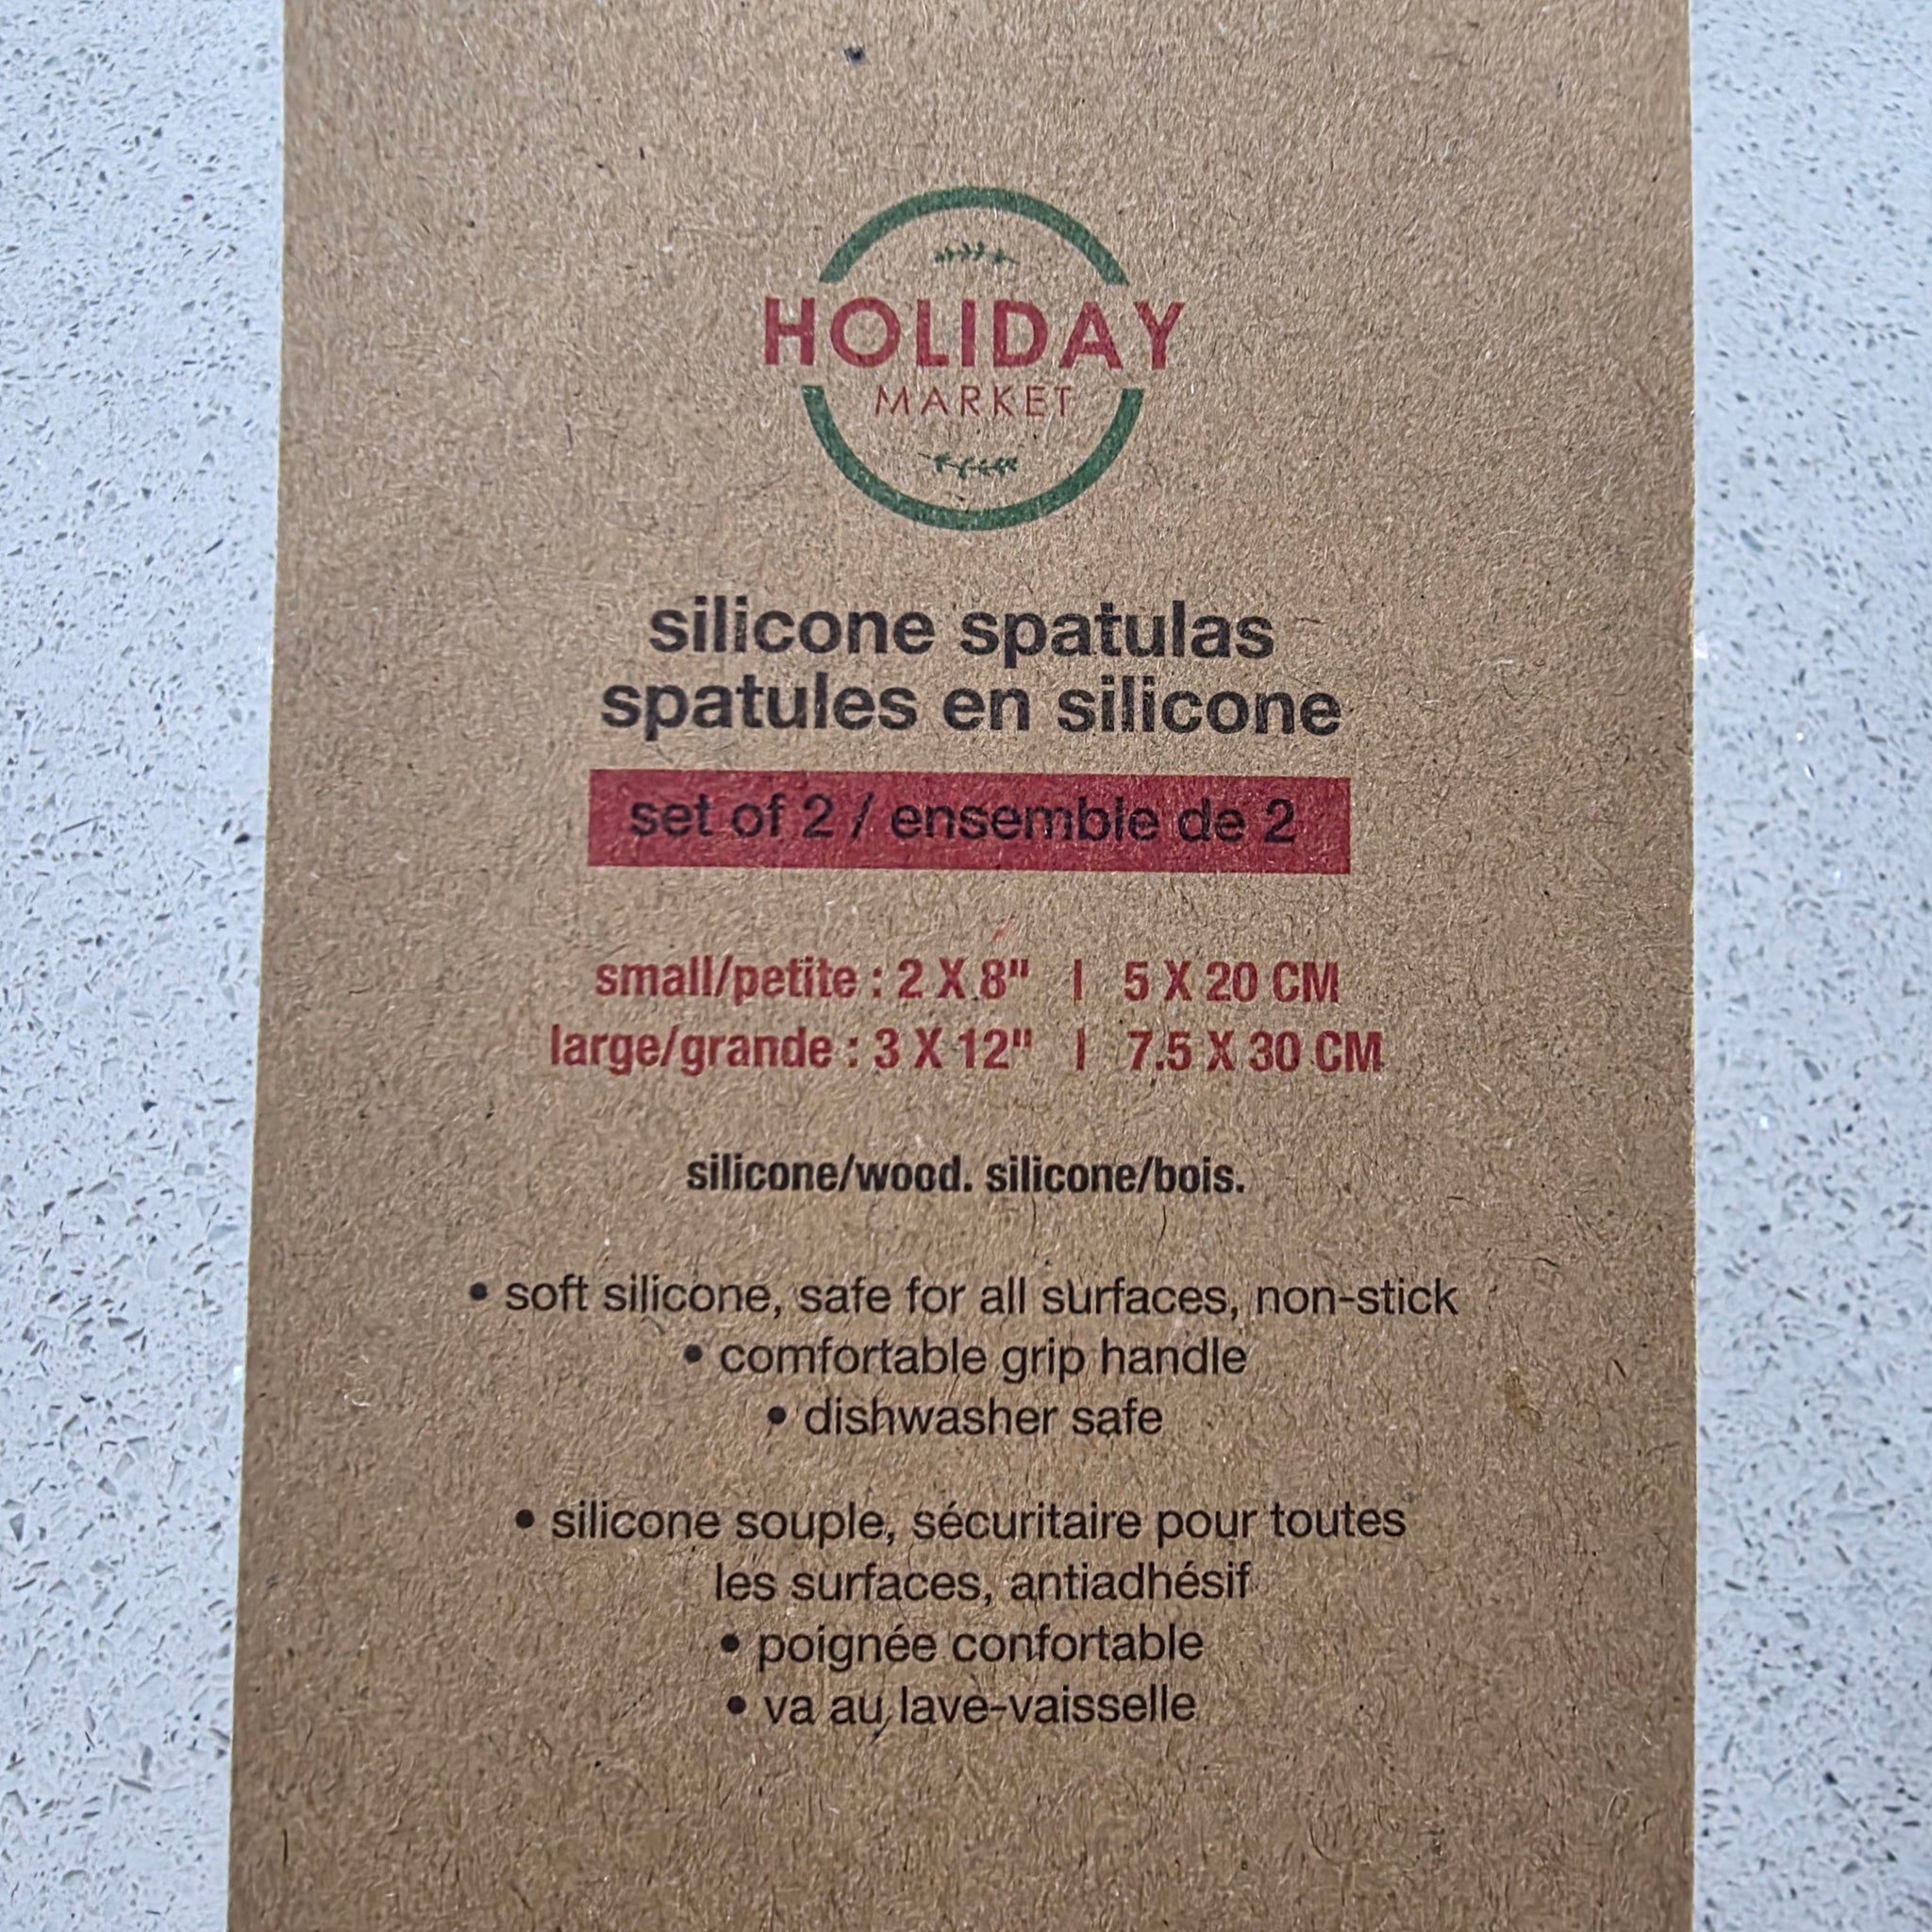 HOLIDAY
MARKET
silicone spatulas
spatules en silicone
set of 2 / ensemble de 2
small/petite : 2 X 8" | 5 X 20 CM
large/grande : 3 X 12" | 7.5 X 30 CM
silicone/wood. silicone/bois.
• soft silicone, safe for all surfaces, non-stick
• comfortable grip handle
• dishwasher safe
• silicone souple, sécuritaire pour toutes
les surfaces, antiadhésif
• poignée confortable
• va au lave-vaisselle